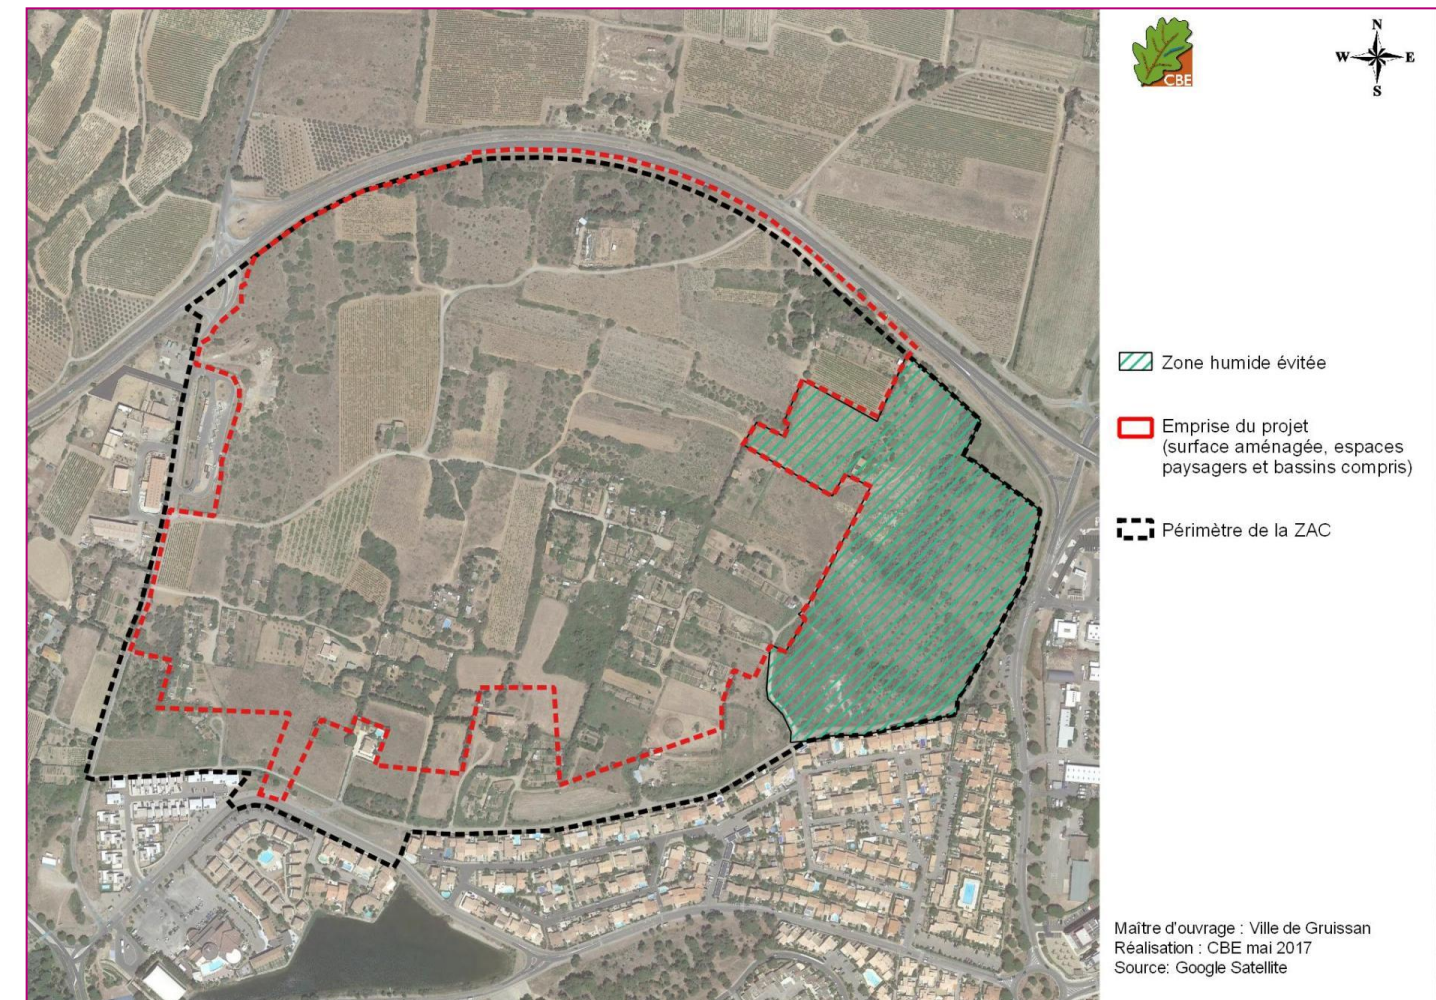 CBE
N
W E
S
Zone humide évitée
Emprise du projet
(surface aménagée, espaces
paysagers et bassins compris)
Périmètre de la ZAC
Maître d'ouvrage : Ville de Gruissan
Réalisation : CBE mai 2017
Source: Google Satellite